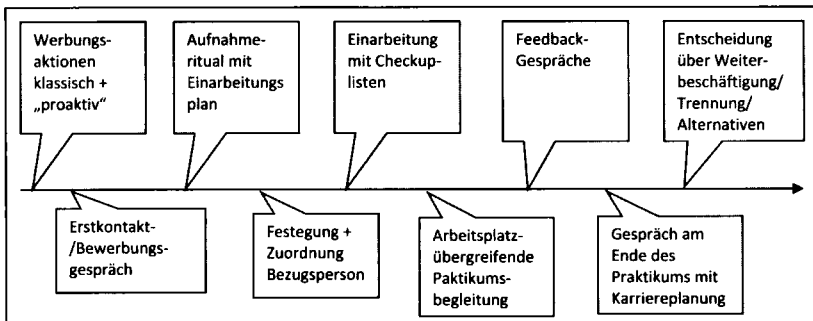 Werbungs-
aktionen
klassisch +
„proaktiv“
Aufnahme-
ritual mit
Einarbeitungs
plan
Einarbeitung
mit Checkup-
listen
Feedback-
Gespräche
Entscheidung
über Weiter-
beschäftigung/
Trennung/
Alternativen
Erstkontakt-
/Bewerbungs-
gespräch
Festegung +
Zuordnung
Bezugsperson
Arbeitsplatz-
übergreifende
Paktikums-
begleitung
Gespräch am
Ende des
Praktikums mit
Karriereplanung